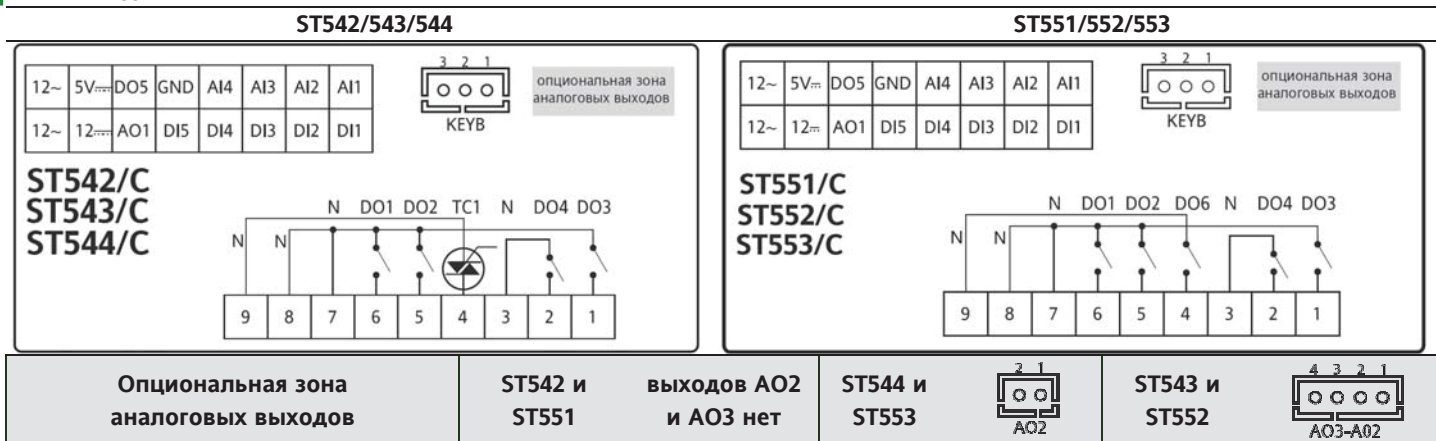 ST542/543/544
ST551/552/553
12~ 5V⎓ DO5 GND AI4 AI3 AI2 AI1
12~ 12⎓ AO1 DI5 DI4 DI3 DI2 DI1
3 2 1
KEYB
опциональная зона
аналоговых выходов
ST542/C
ST543/C
ST544/C
N DO1 DO2 TC1 N DO4 DO3
N N
9 8 7 6 5 4 3 2 1
12~ 5V⎓ DO5 GND AI4 AI3 AI2 AI1
12~ 12⎓ AO1 DI5 DI4 DI3 DI2 DI1
3 2 1
KEYB
опциональная зона
аналоговых выходов
ST551/C
ST552/C
ST553/C
N DO1 DO2 DO6 N DO4 DO3
N N
9 8 7 6 5 4 3 2 1
Опциональная зона
аналоговых выходов
ST542 и
ST551
выходов AO2
и AO3 нет
ST544 и
ST553
2 1
AO2
ST543 и
ST552
4 3 2 1
AO3-A02